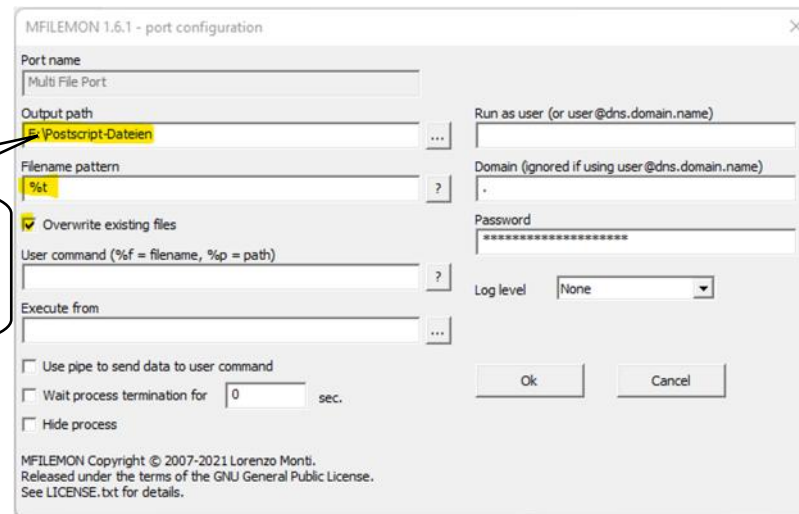 MFILEMON 1.6.1 - port configuration
Port name
Multi File Port
Output path
E:\Postscript-Dateien
...
Filename pattern
%t
?
Overwrite existing files
User command (%f = filename, %p = path)
?
Execute from
...
Use pipe to send data to user command
Wait process termination for 0 sec.
Hide process
MFILEMON Copyright © 2007-2021 Lorenzo Monti.
Released under the terms of the GNU General Public License.
See LICENSE.txt for details.
Run as user (or user@dns.domain.name)
Domain (ignored if using user@dns.domain.name)
.
Password
********************
Log level None
Ok Cancel